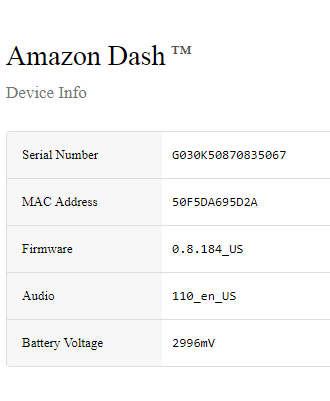 Amazon Dash ™
Device Info
Serial Number G030K50870835067
MAC Address 50F5DA695D2A
Firmware 0.8.184_US
Audio 110_en_US
Battery Voltage 2996mV